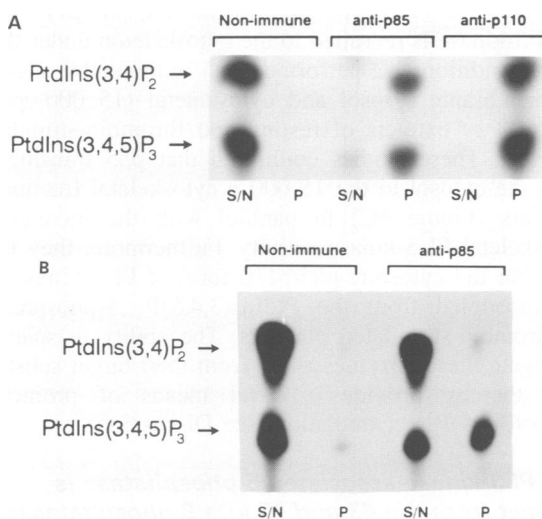 A
Non-immune anti-p85 anti-p110
PtdIns(3,4)P2 →
PtdIns(3,4,5)P3 →
S/N P S/N P S/N P
B
Non-immune anti-p85
PtdIns(3,4)P2 →
PtdIns(3,4,5)P3 →
S/N P S/N P